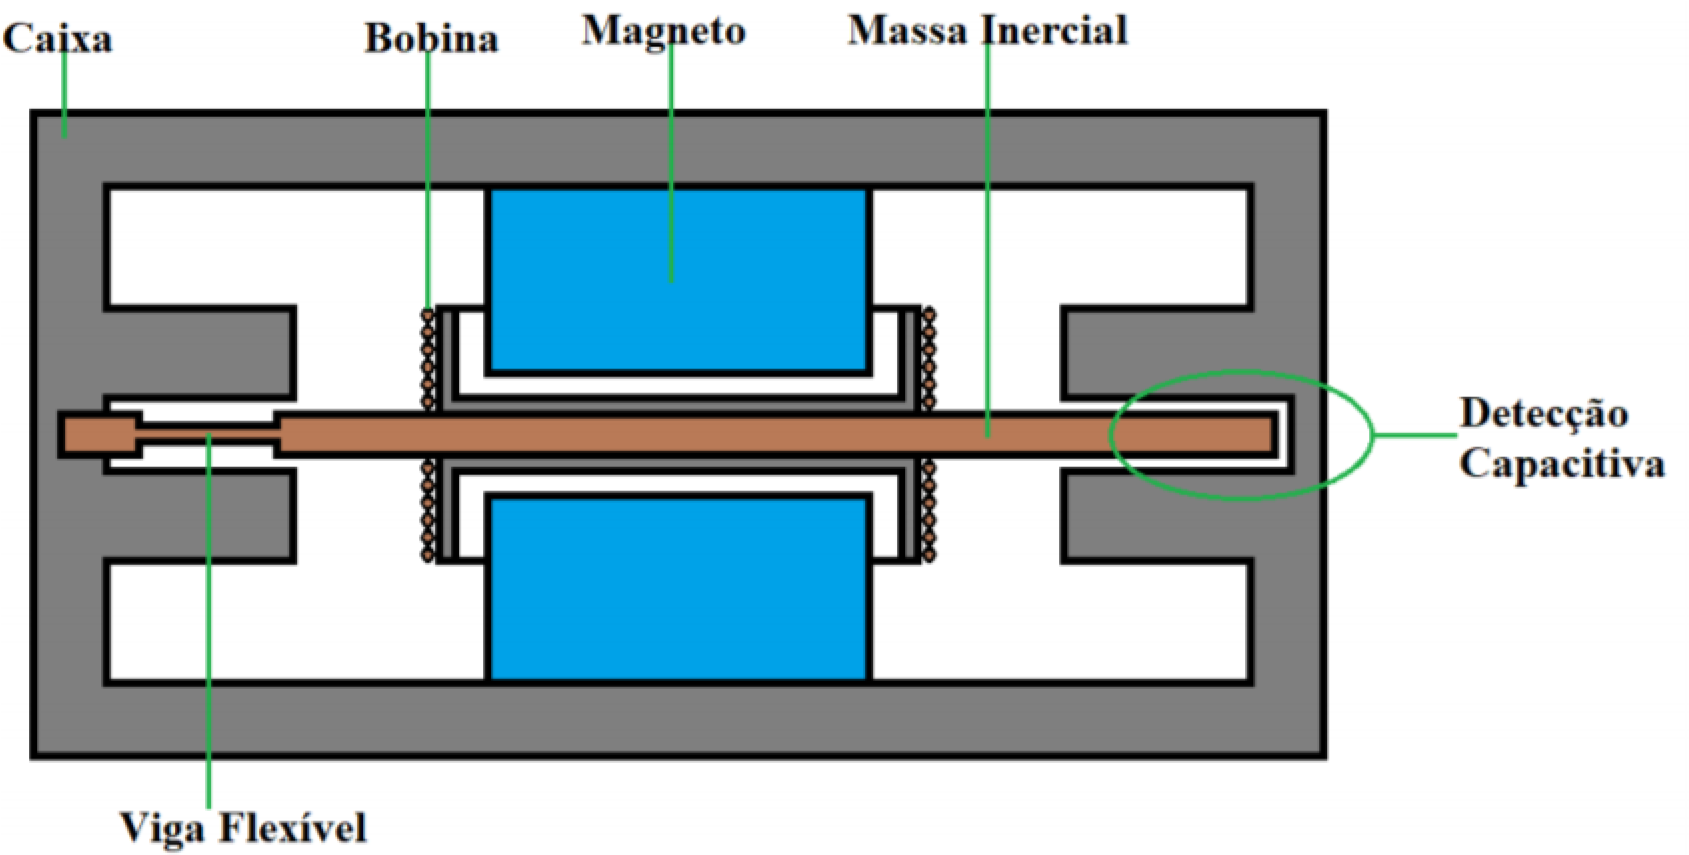 Caixa
Bobina
Magneto
Massa Inercial
Detecção
Capacitiva
Viga Flexível